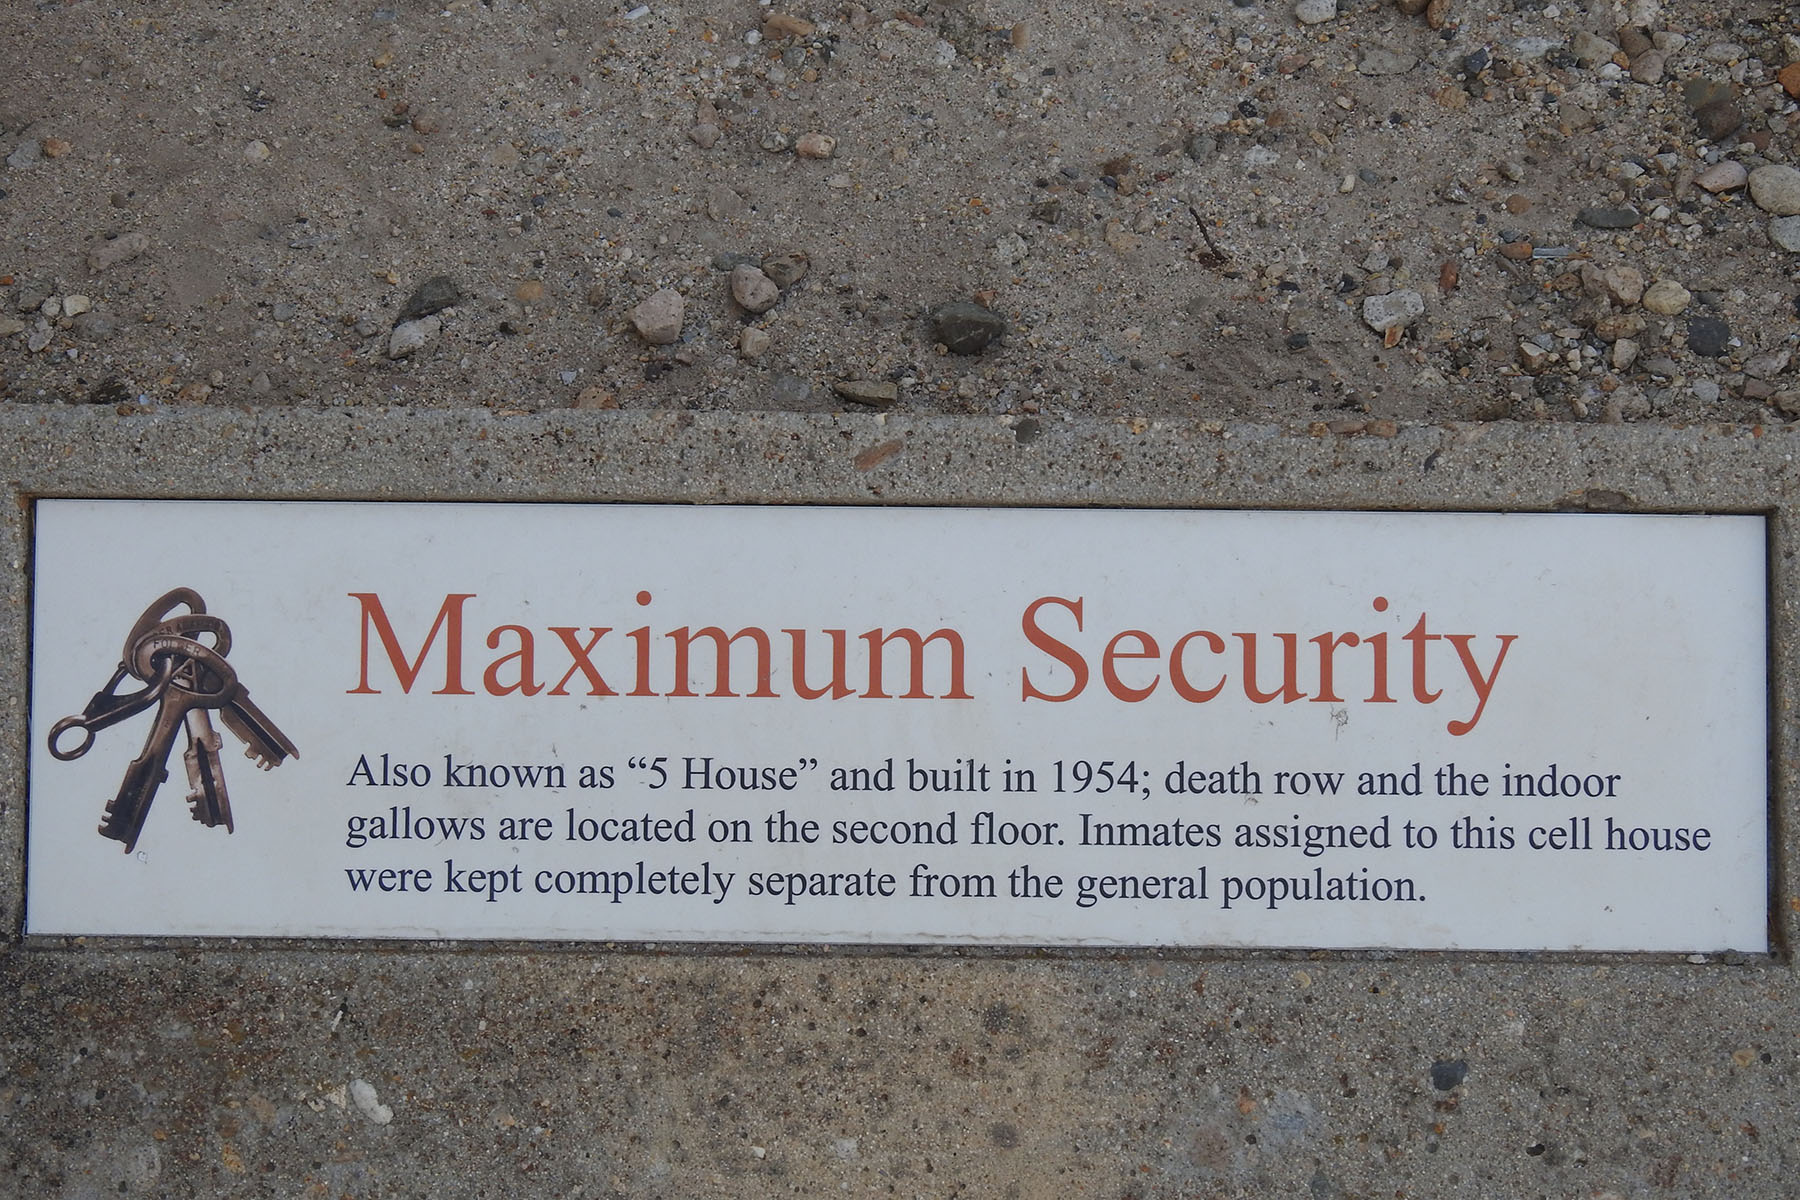 Maximum Security
Also known as “5 House” and built in 1954; death row and the indoor
gallows are located on the second floor. Inmates assigned to this cell house
were kept completely separate from the general population.